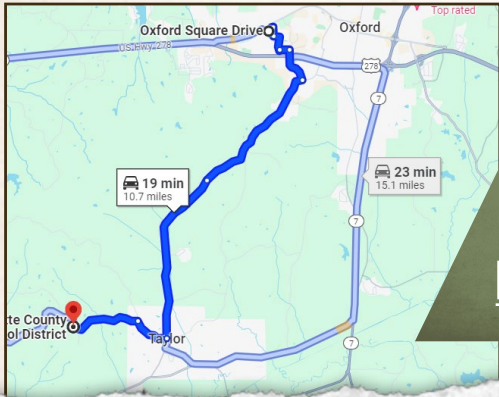 Top rated
Oxford Square Drive
Oxford
US Hwy 278
278
7
19 min
10.7 miles
23 min
15.1 miles
7
tte County
ol District
Taylor
7